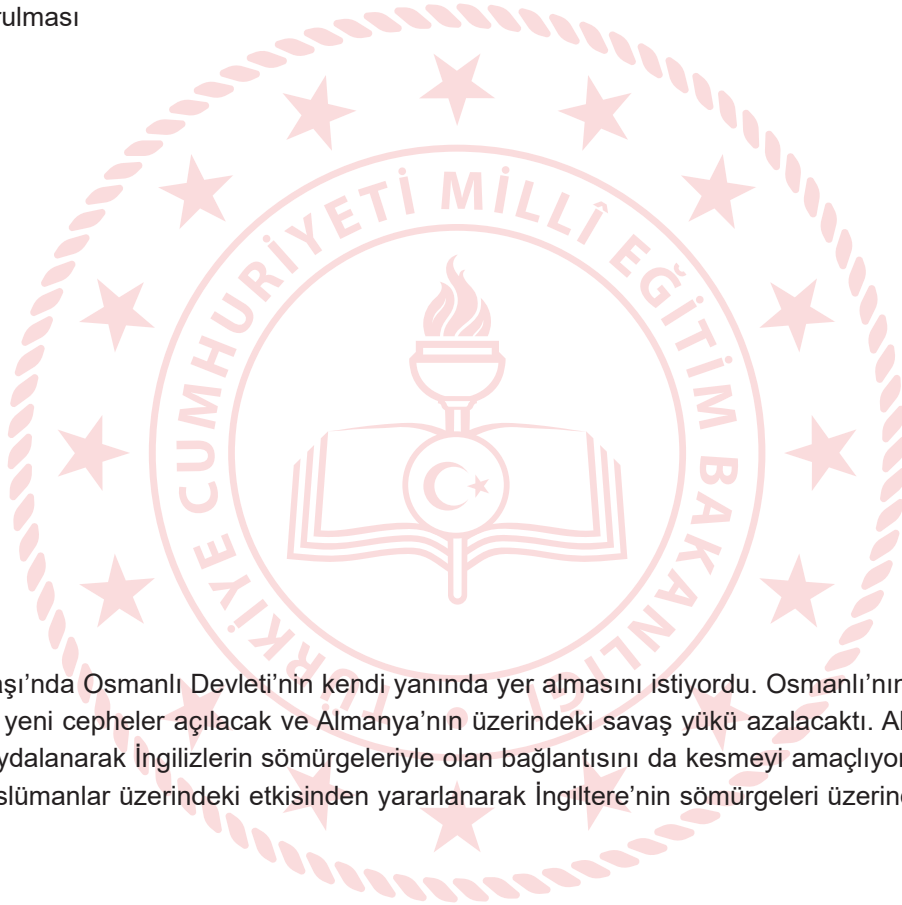 rulması
TÜRKİYE CUMHURİYETİ MİLLÎ EĞİTİM BAKANLIĞI
aşı’nda Osmanlı Devleti’nin kendi yanında yer almasını istiyordu. Osmanlı’nın
yeni cepheler açılacak ve Almanya’nın üzerindeki savaş yükü azalacaktı. Al
ydalanarak İngilizlerin sömürgeleriyle olan bağlantısını da kesmeyi amaçlıyor
slümanlar üzerindeki etkisinden yararlanarak İngiltere’nin sömürgeleri üzerin